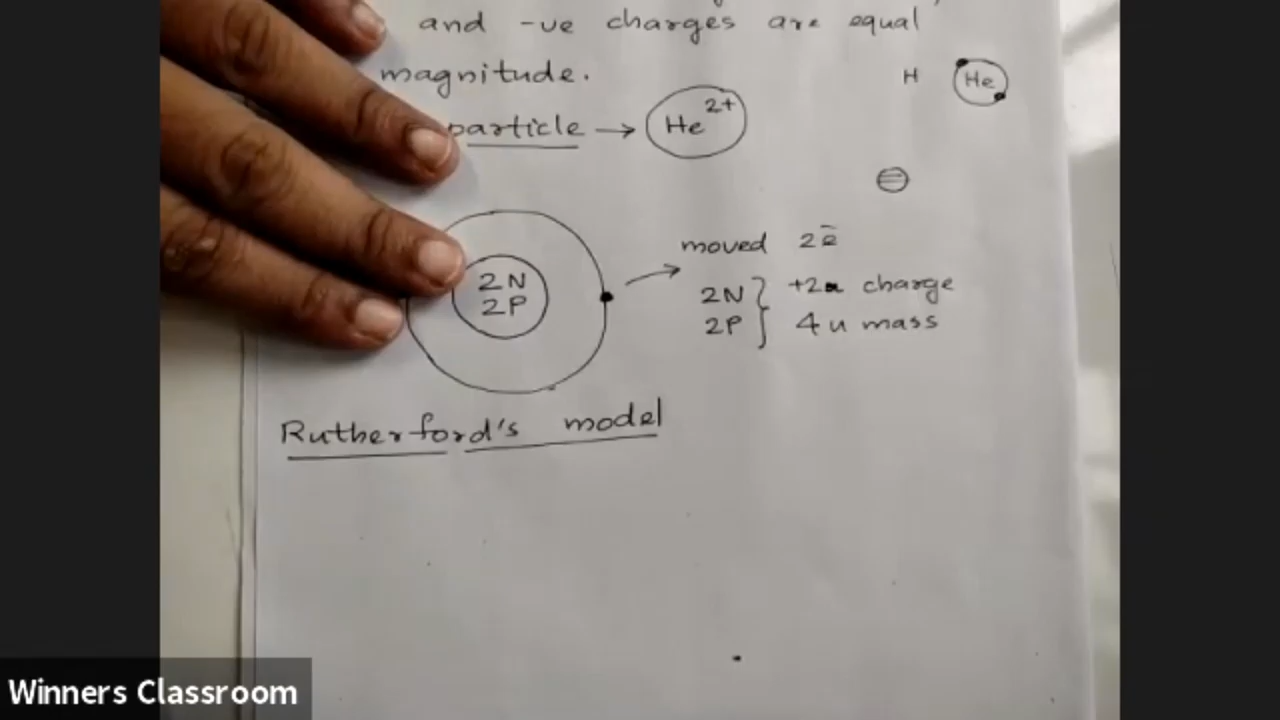 and -ve charges are equal
magnitude.
H He
particle → He²⁺
2N
2P
moved 2e̅
2N } +2 charge
2P } 4 u mass
Rutherford's model
Winners Classroom